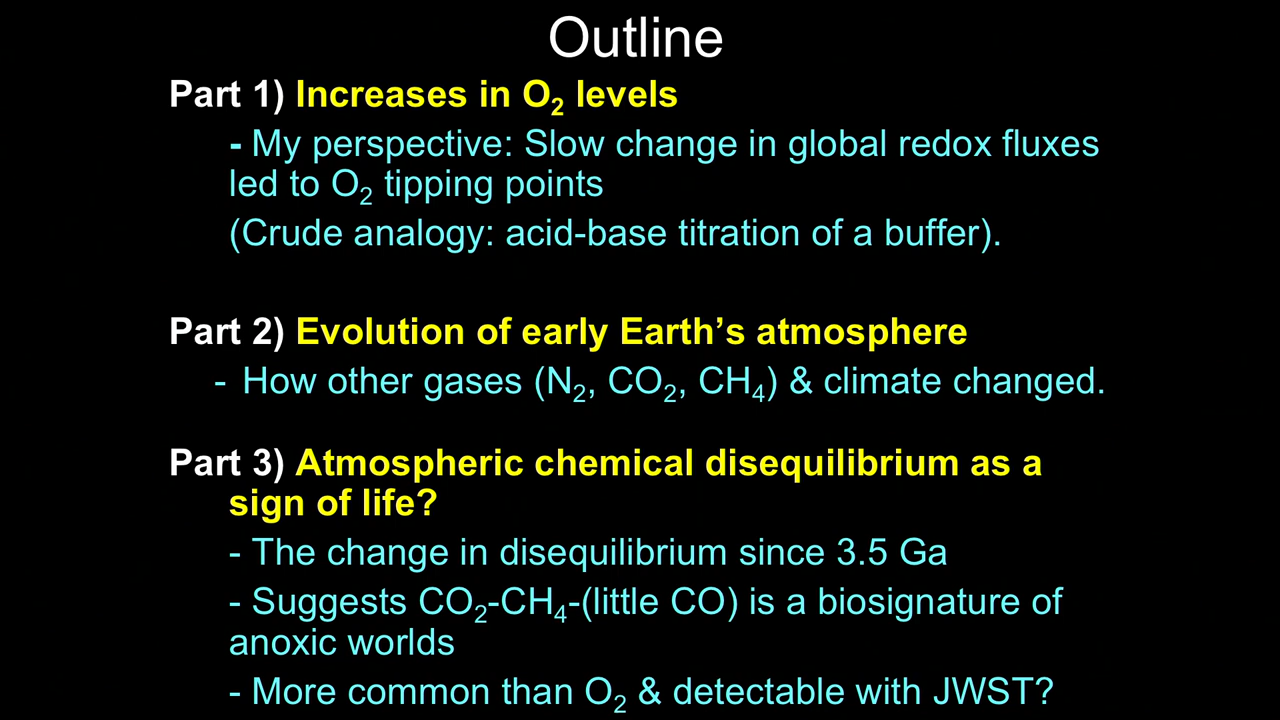 Outline
Part 1) Increases in O₂ levels
- My perspective: Slow change in global redox fluxes
led to O₂ tipping points
(Crude analogy: acid-base titration of a buffer).
Part 2) Evolution of early Earth’s atmosphere
- How other gases (N₂, CO₂, CH₄) & climate changed.
Part 3) Atmospheric chemical disequilibrium as a
sign of life?
- The change in disequilibrium since 3.5 Ga
- Suggests CO₂-CH₄-(little CO) is a biosignature of
anoxic worlds
- More common than O₂ & detectable with JWST?